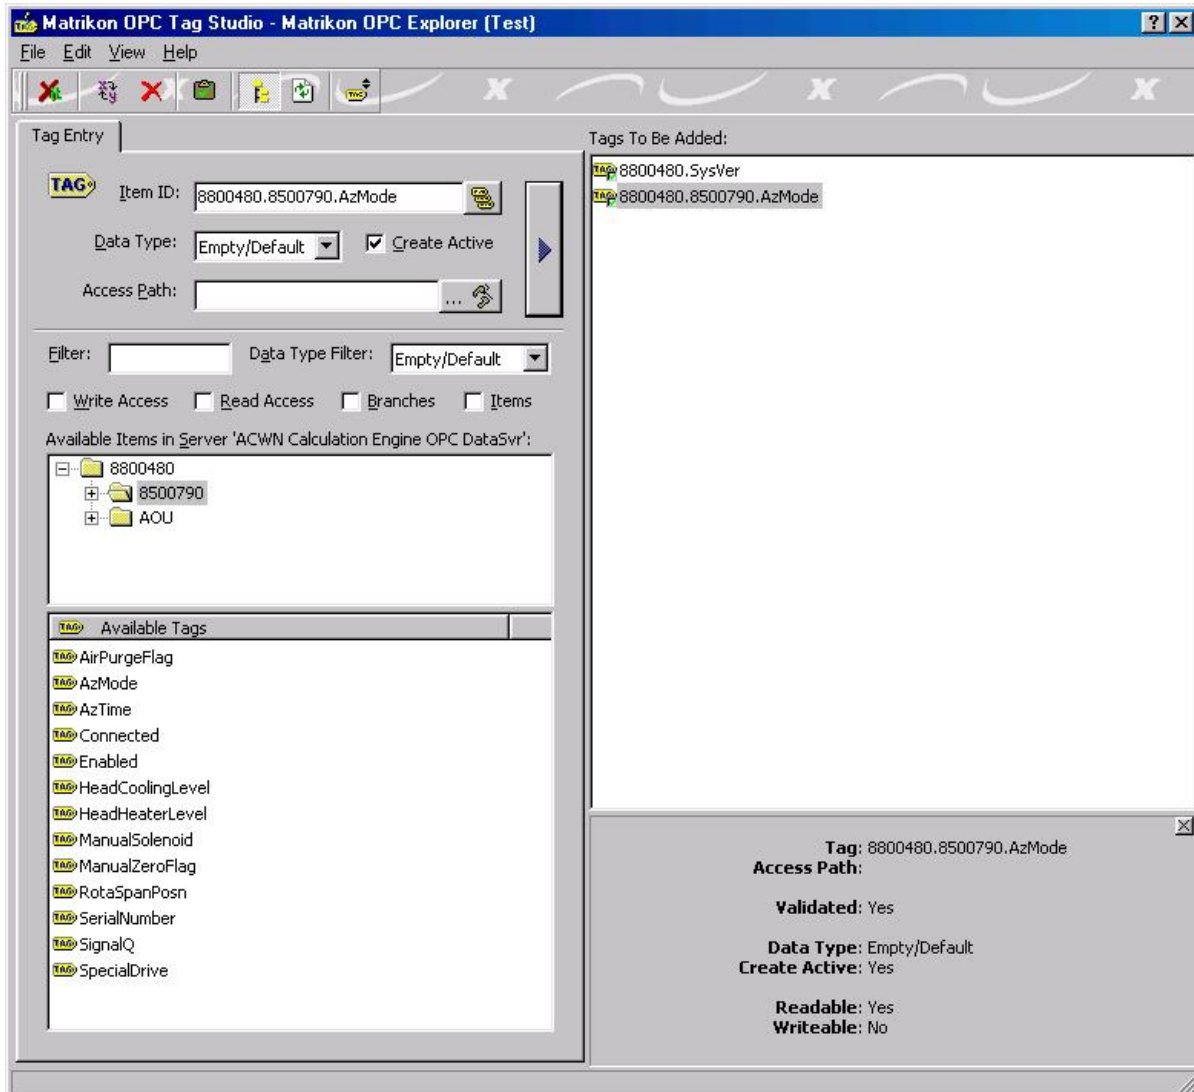 Matrikon OPC Tag Studio - Matrikon OPC Explorer (Test)
File Edit View Help
Tag Entry
TAG
Item ID: 8800480.8500790.AzMode
Data Type: Empty/Default Create Active
Access Path: ...
Filter: Data Type Filter: Empty/Default
Write Access Read Access Branches Items
Available Items in Server 'ACWN Calculation Engine OPC DataSvr':
8800480
8500790
AOU
Available Tags
AirPurgeFlag
AzMode
AzTime
Connected
Enabled
HeadCoolingLevel
HeadHeaterLevel
ManualSolenoid
ManualZeroFlag
RotaSpanPosn
SerialNumber
SignalQ
SpecialDrive
Tags To Be Added:
8800480.SysVer
8800480.8500790.AzMode
Tag: 8800480.8500790.AzMode
Access Path:
Validated: Yes
Data Type: Empty/Default
Create Active: Yes
Readable: Yes
Writeable: No